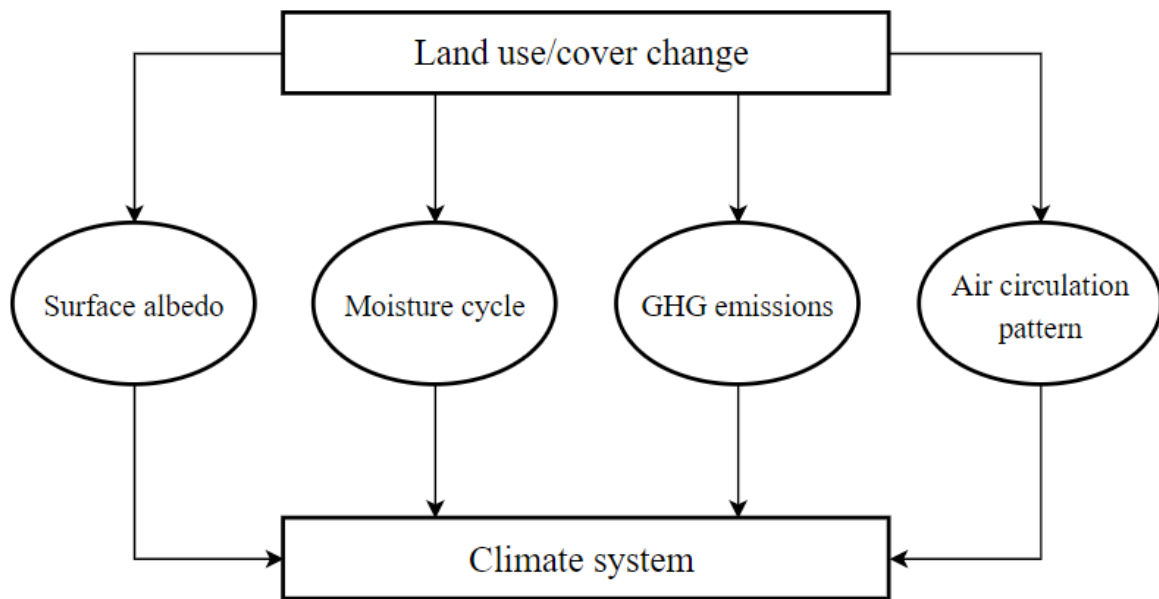 Land use/cover change
Surface albedo
Moisture cycle
GHG emissions
Air circulation
pattern
Climate system